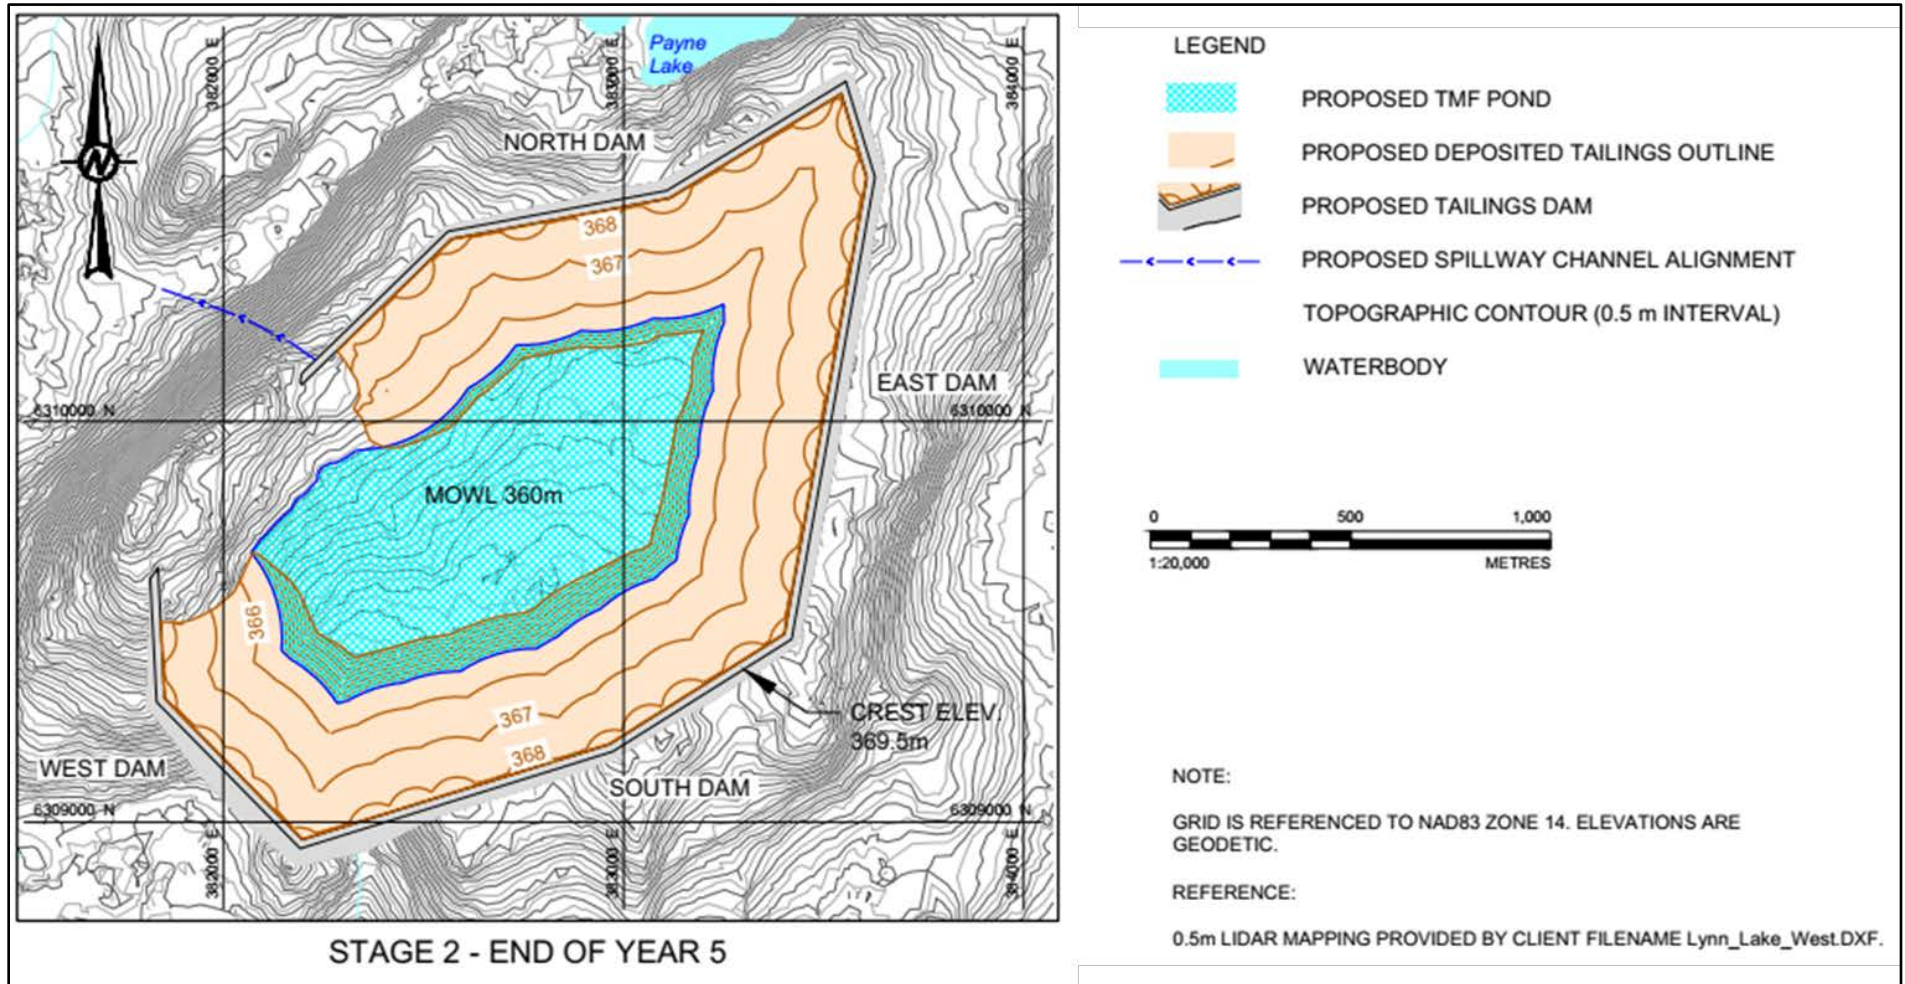 382000 E
383000 E
384000 E
Payne
Lake
N
NORTH DAM
368
367
EAST DAM
6310000 N
6310000 N
MOWL 360m
366
367
368
CREST ELEV.
369.5m
WEST DAM
SOUTH DAM
6309000 N
6309000 N
382000 E
383000 E
384000 E
STAGE 2 - END OF YEAR 5
LEGEND
PROPOSED TMF POND
PROPOSED DEPOSITED TAILINGS OUTLINE
PROPOSED TAILINGS DAM
PROPOSED SPILLWAY CHANNEL ALIGNMENT
TOPOGRAPHIC CONTOUR (0.5 m INTERVAL)
WATERBODY
0 500 1,000
1:20,000 METRES
NOTE:
GRID IS REFERENCED TO NAD83 ZONE 14. ELEVATIONS ARE
GEODETIC.
REFERENCE:
0.5m LIDAR MAPPING PROVIDED BY CLIENT FILENAME Lynn_Lake_West.DXF.